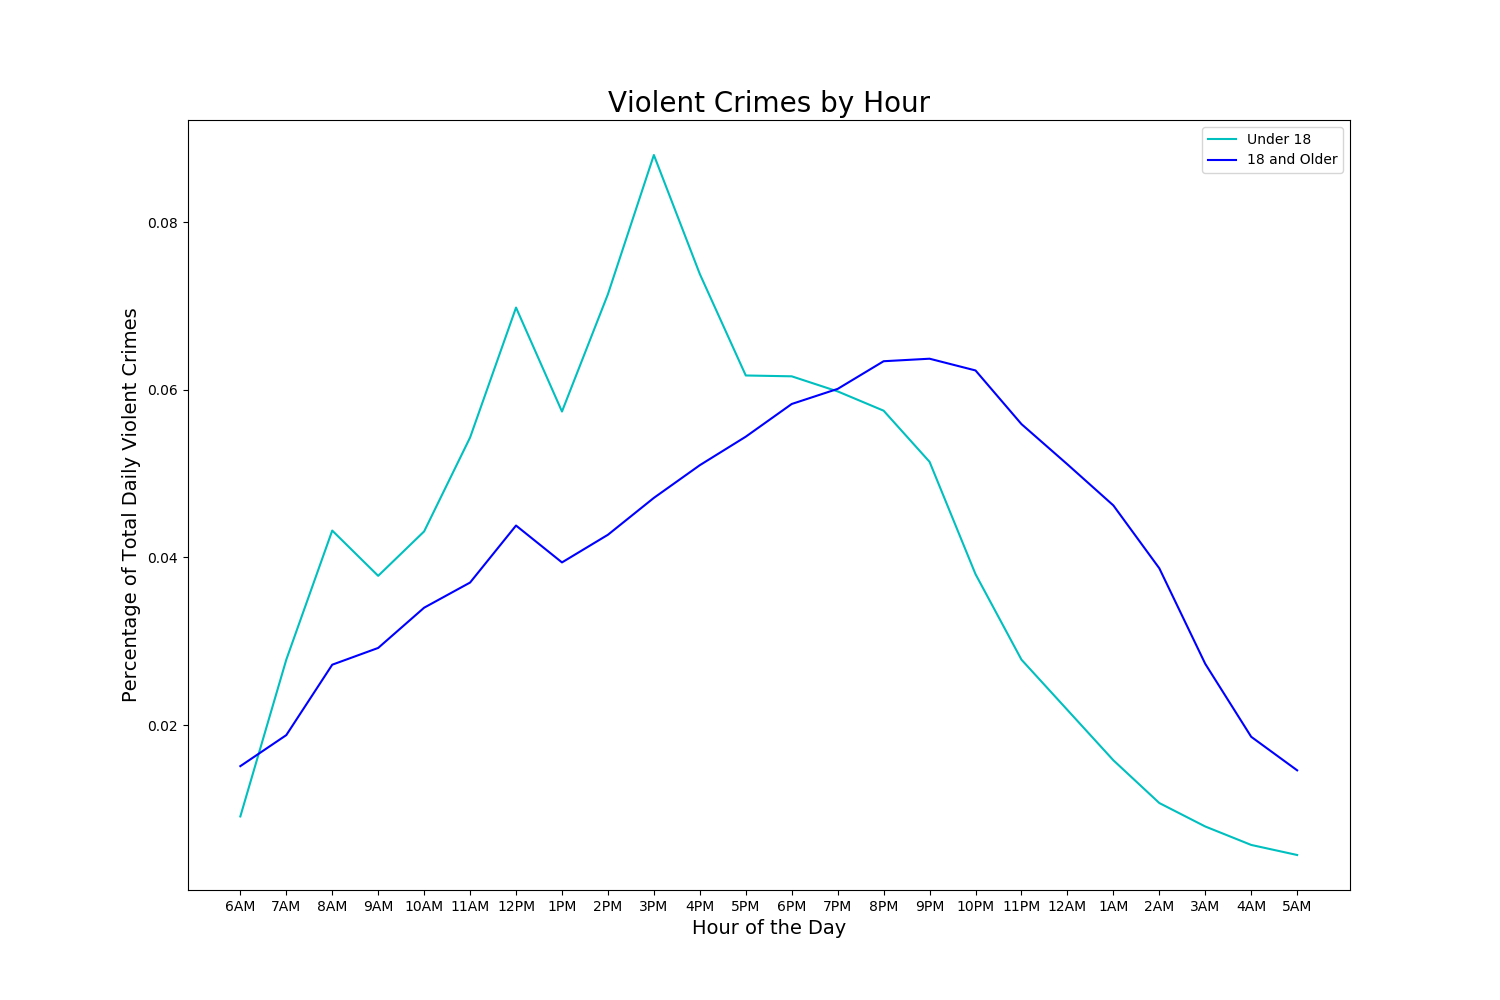 Violent Crimes by Hour
Under 18
18 and Older
Percentage of Total Daily Violent Crimes
0.08
0.06
0.04
0.02
6AM 7AM 8AM 9AM 10AM 11AM 12PM 1PM 2PM 3PM 4PM 5PM 6PM 7PM 8PM 9PM 10PM 11PM 12AM 1AM 2AM 3AM 4AM 5AM
Hour of the Day